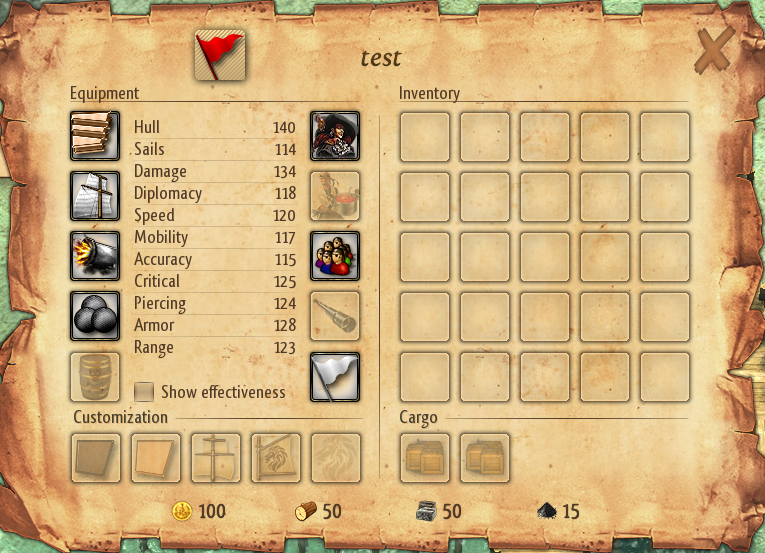 test
Equipment
Hull 140
Sails 114
Damage 134
Diplomacy 118
Speed 120
Mobility 117
Accuracy 115
Critical 125
Piercing 124
Armor 128
Range 123
Show effectiveness
Customization
Inventory
Cargo
100 50 50 15